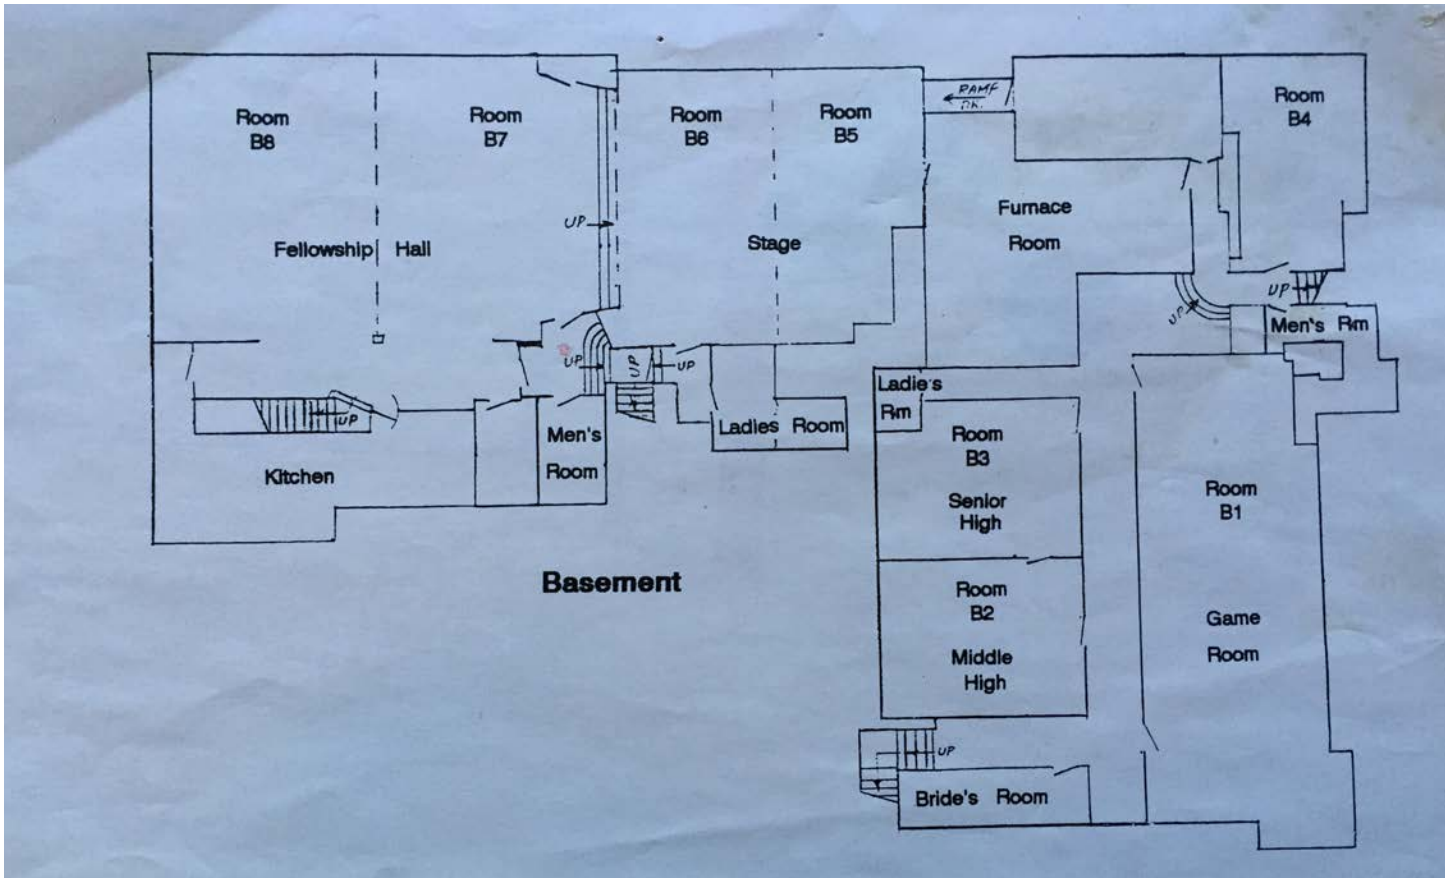 Room
B8
Room
B7
Room
B6
Room
B5
RAMP
DN.
Room
B4
UP
Fellowship Hall
Stage
Furnace
Room
UP
UP
Men's Rm
UP
UP
UP
UP
Ladies Room
Men's
Room
Kitchen
Ladie's
Rm
Room
B3
Senior
High
Room
B1
Basement
Room
B2
Middle
High
Game
Room
UP
Bride's Room